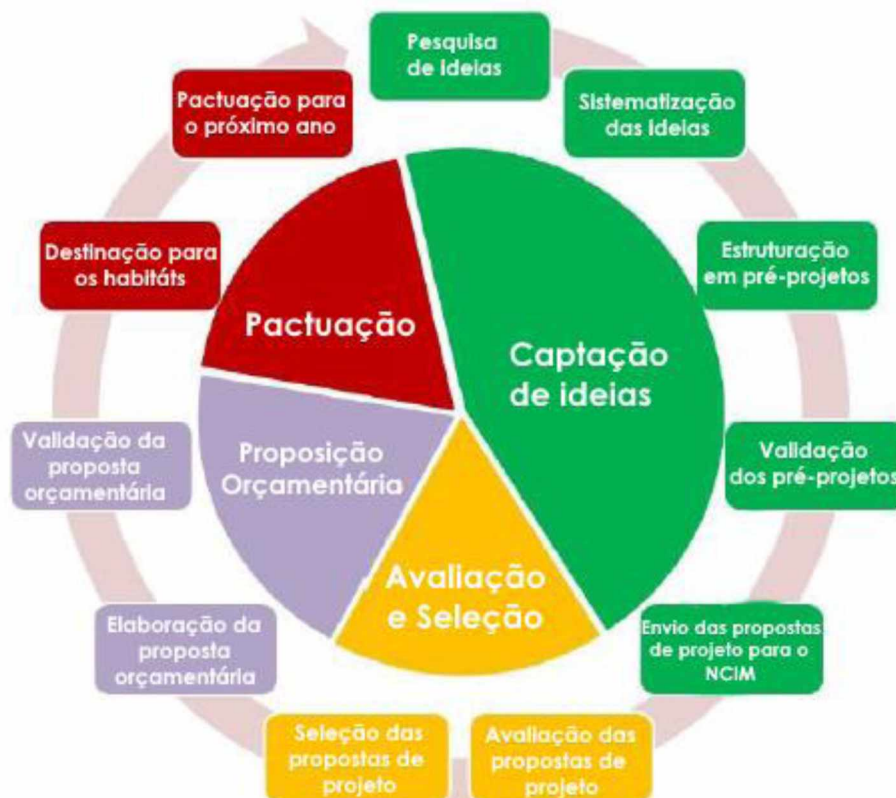 Pesquisa
de ideias
Sistematização
das ideias
Estruturação
em pré-projetos
Validação
dos pré-projetos
Envio das propostas
de projeto para o
NCIM
Avaliação das
propostas de
projeto
Seleção das
propostas de
projeto
Elaboração da
proposta
orçamentária
Validação da
proposta
orçamentária
Destinação para
os habitáts
Pactuação para
o próximo ano
Captação
de ideias
Avaliação
e Seleção
Proposição
Orçamentária
Pactuação